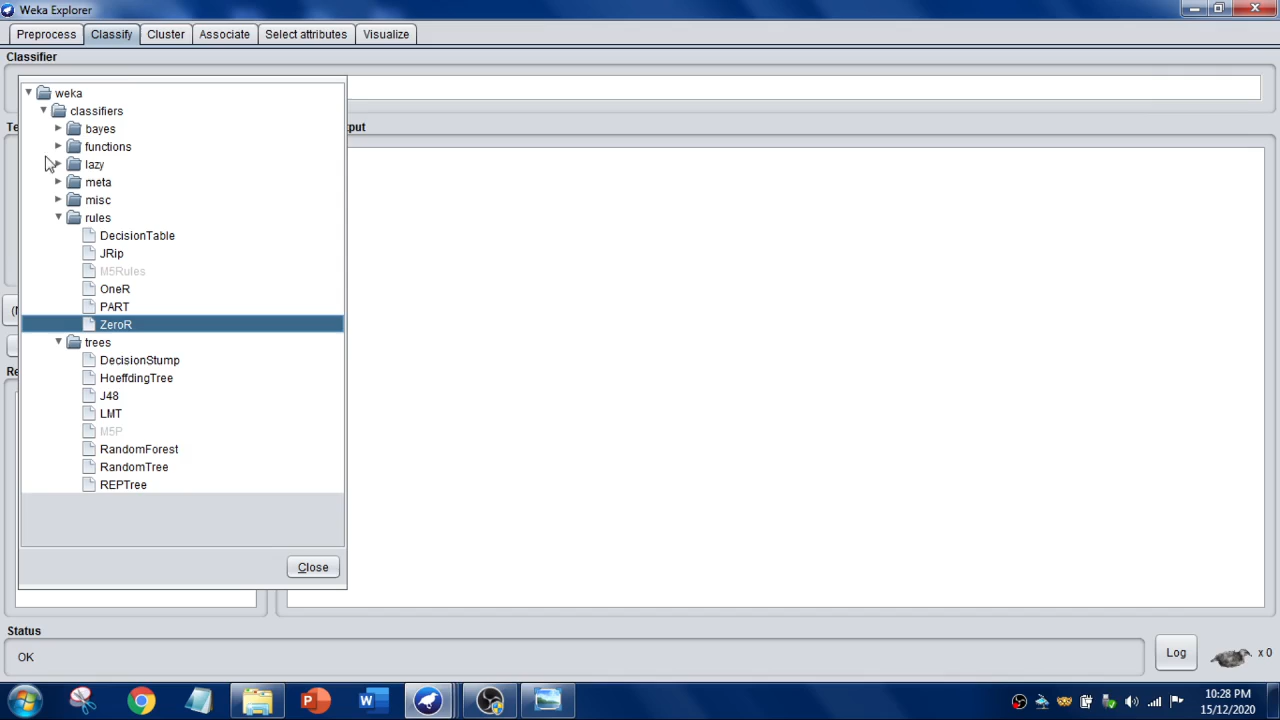 Weka Explorer
Preprocess Classify Cluster Associate Select attributes Visualize
Classifier
weka
classifiers
bayes
functions
lazy
meta
misc
rules
DecisionTable
JRip
M5Rules
OneR
PART
ZeroR
trees
DecisionStump
HoeffdingTree
J48
LMT
M5P
RandomForest
RandomTree
REPTree
Close
Status
OK
Log
x 0
10:28 PM
15/12/2020